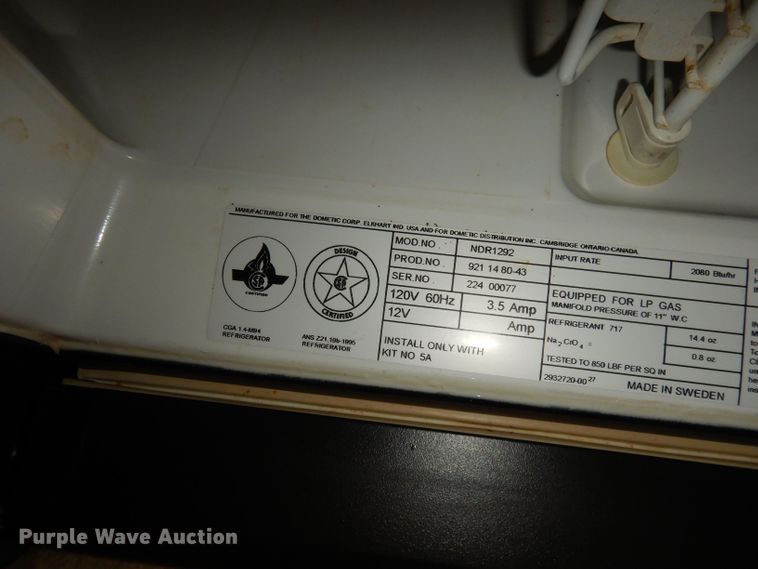 MANUFACTURED FOR THE DOMETIC CORP. ELKHART IND. USA AND FOR DOMETIC DISTRIBUTION INC. CAMBRIDGE ONTARIO CANADA
CERTIFIED
CGA 1.4-M94
REFRIGERATOR
DESIGN
CERTIFIED
ANS Z21.19b-1995
REFRIGERATOR
MOD.NO. NDR1292
PROD.NO. 921 14 80-43
SER.NO. 224 00077
120V 60Hz 3.5 Amp
12V Amp
INSTALL ONLY WITH
KIT NO 5A
INPUT RATE 2080 Btu/hr
EQUIPPED FOR LP GAS
MANIFOLD PRESSURE OF 11" W.C
REFRIGERANT 717 14.4 oz
Na2CrO4 0.8 oz
TESTED TO 850 LBF PER SQ IN
2932720-00 27 MADE IN SWEDEN
Purple Wave Auction